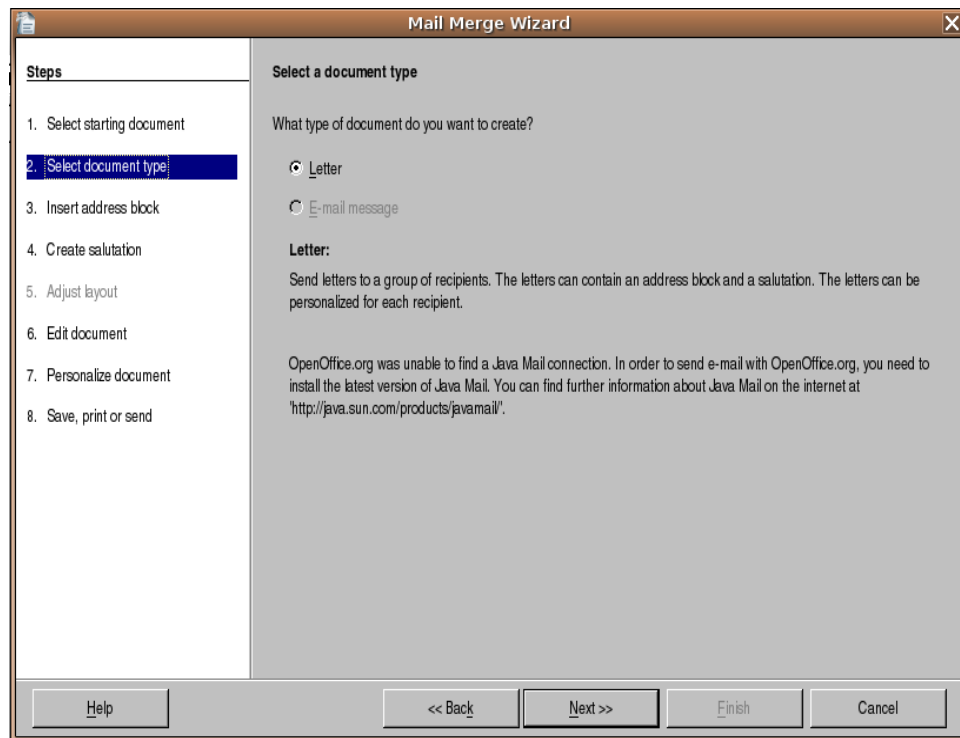 Mail Merge Wizard
Steps
1. Select starting document
2. Select document type
3. Insert address block
4. Create salutation
5. Adjust layout
6. Edit document
7. Personalize document
8. Save, print or send
Select a document type
What type of document do you want to create?
Letter
E-mail message
Letter:
Send letters to a group of recipients. The letters can contain an address block and a salutation. The letters can be
personalized for each recipient.
OpenOffice.org was unable to find a Java Mail connection. In order to send e-mail with OpenOffice.org, you need to
install the latest version of Java Mail. You can find further information about Java Mail on the internet at
'http://java.sun.com/products/javamail/'.
Help
<< Back
Next >>
Finish
Cancel